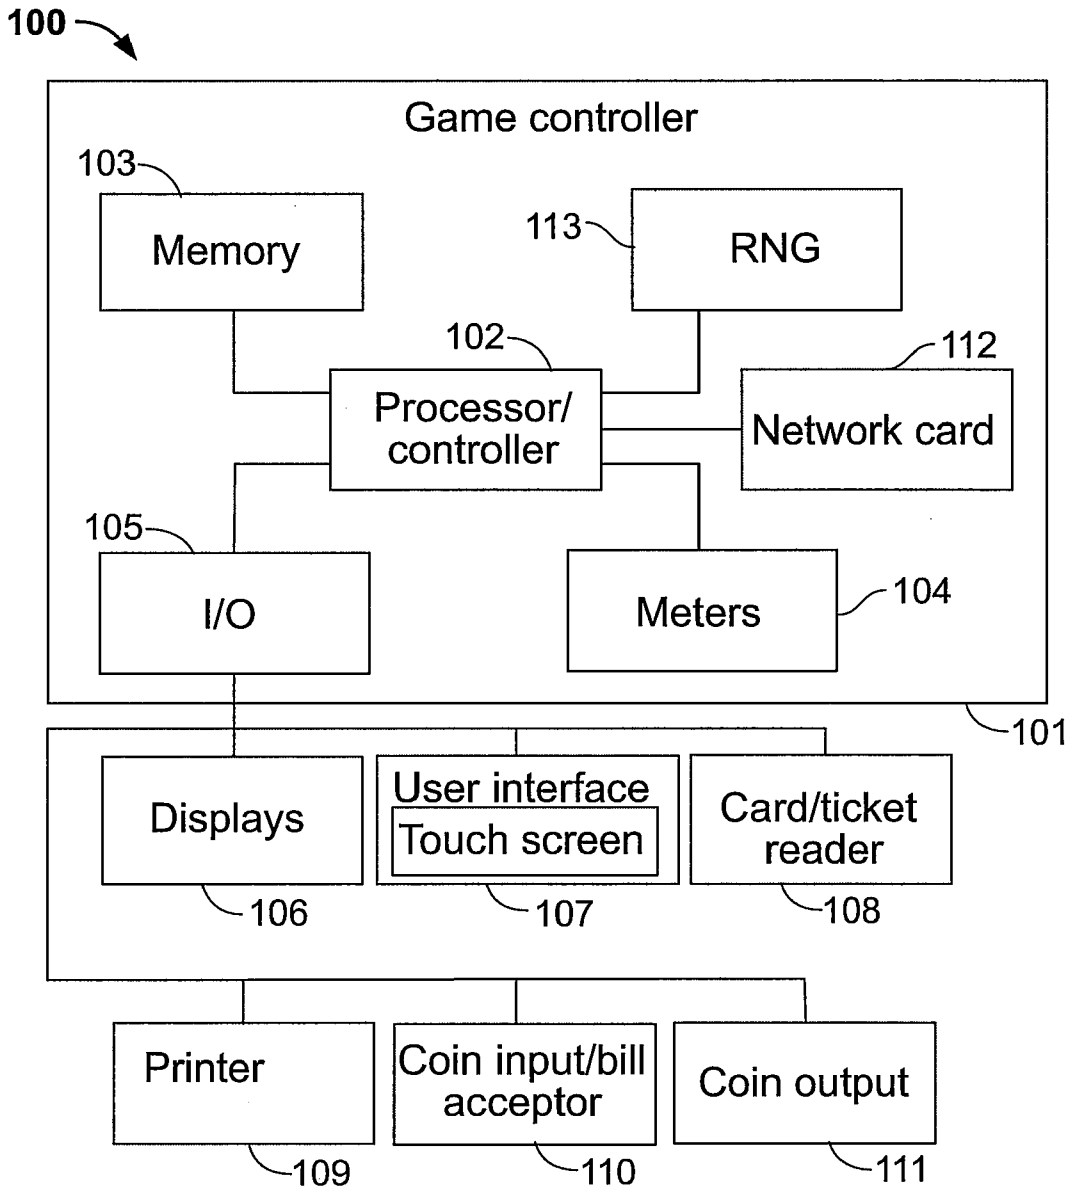 100
Game controller
103
Memory
113
RNG
102
Processor/
controller
112
Network card
105
I/O
Meters
104
101
Displays
106
User interface
Touch screen
107
Card/ticket
reader
108
Printer
109
Coin input/bill
acceptor
110
Coin output
111